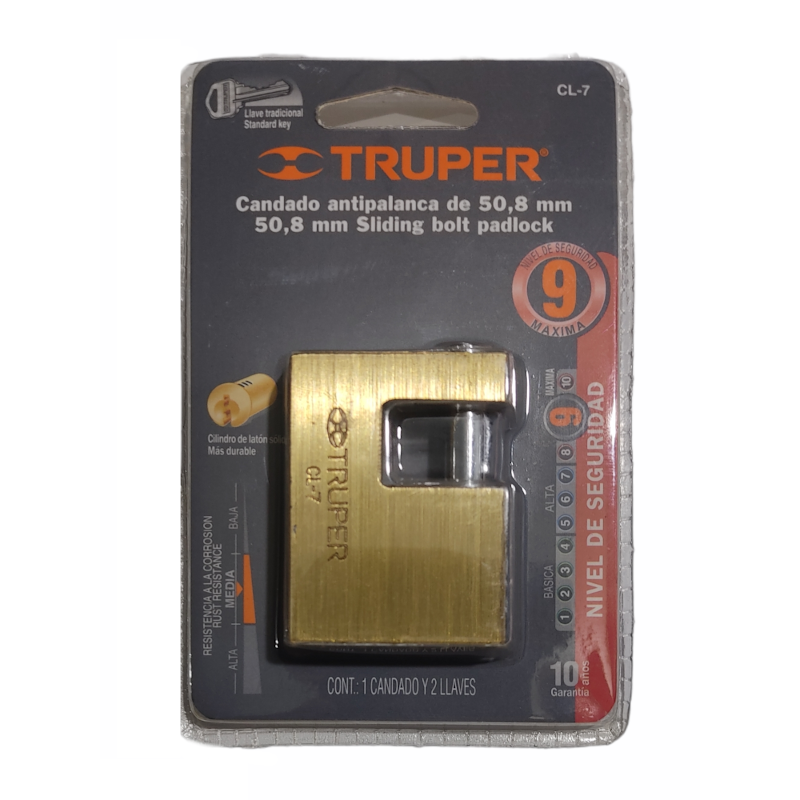 CL-7
Llave tradicional
Standard key
TRUPER®
Candado antipalanca de 50,8 mm
50,8 mm Sliding bolt padlock
NIVEL DE SEGURIDAD
9
MÁXIMA
Cilindro de latón
Más durable
TRUPER
CL-7
RESISTENCIA A LA CORROSION
RUST RESISTANCE
BAJA
MEDIA
ALTA
MAXIMA
ALTA
BASICA
10
9
8
7
6
5
4
3
2
1
NIVEL DE SEGURIDAD
10 años
Garantía
CONT.: 1 CANDADO Y 2 LLAVES